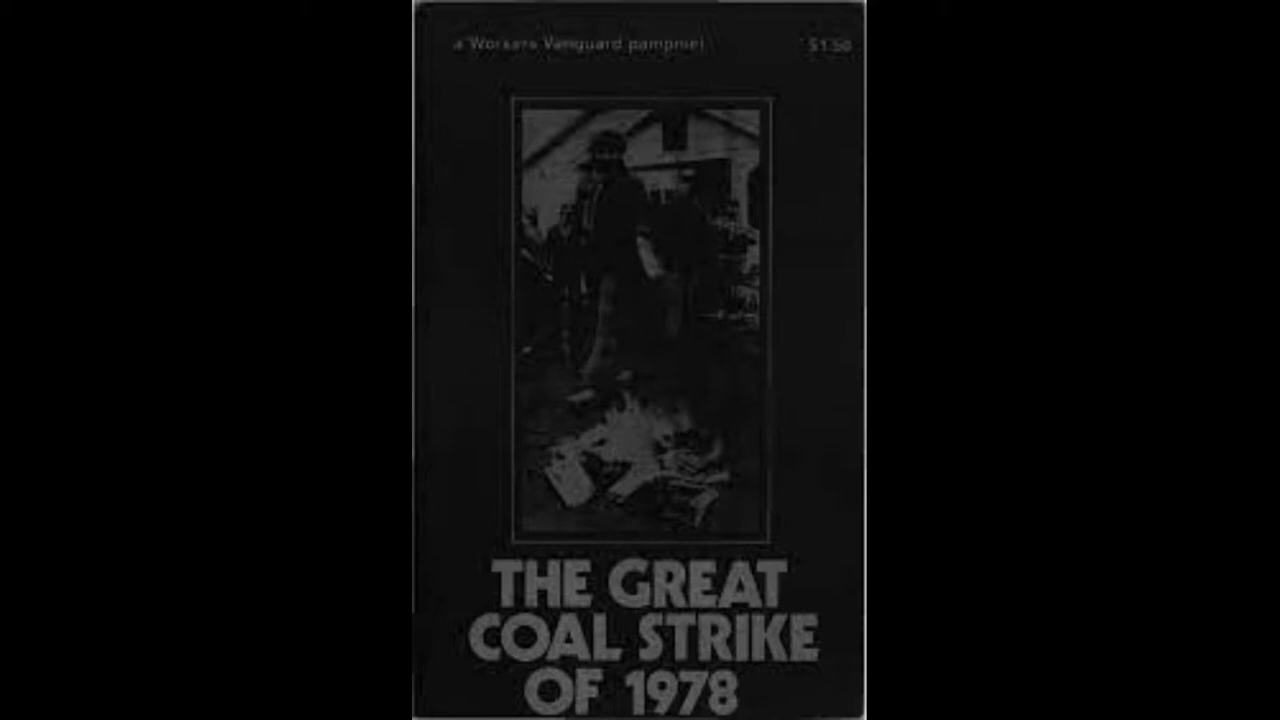 a Workers Vanguard pamphlet
$1.50
THE GREAT
COAL STRIKE
OF 1978